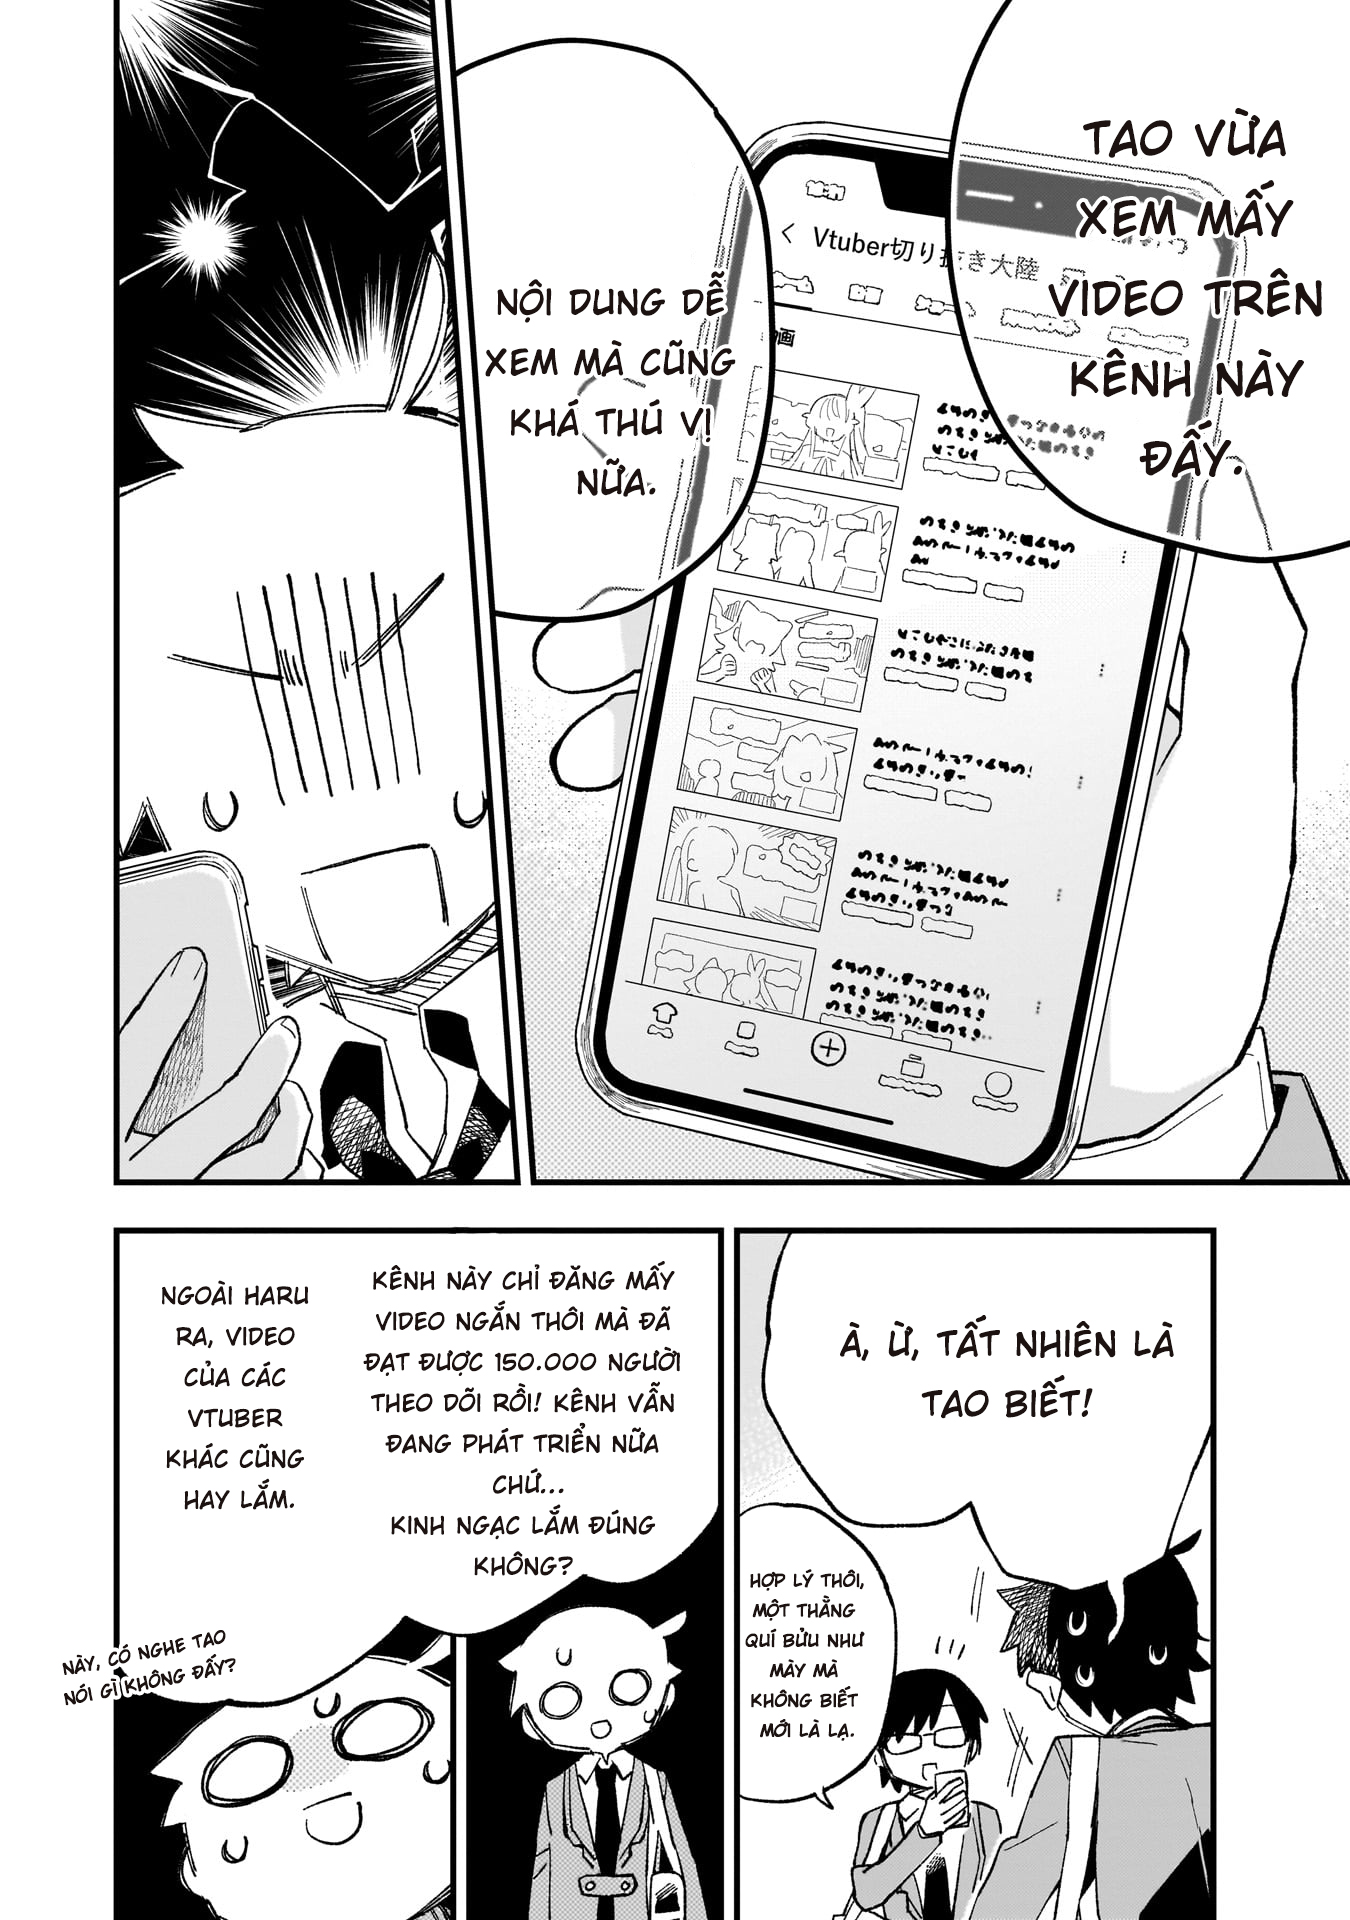 TAO VỪA
XEM MẤY
VIDEO TRÊN
KÊNH NÀY
ĐẤY.
Vtuber切り抜き大陸
NỘI DUNG DỄ
XEM MÀ CŨNG
KHÁ THÚ VỊ
NỮA.
À, Ừ, TẤT NHIÊN LÀ
TAO BIẾT!
HỢP LÝ THÔI,
MỘT THẰNG
QUÍ BỬU NHƯ
MÀY MÀ
KHÔNG BIẾT
MỚI LÀ LẠ.
KÊNH NÀY CHỈ ĐĂNG MẤY
VIDEO NGẮN THÔI MÀ ĐÃ
ĐẠT ĐƯỢC 150.000 NGƯỜI
THEO DÕI RỒI! KÊNH VẪN
ĐANG PHÁT TRIỂN NỮA
CHỨ...
KINH NGẠC LẮM ĐÚNG
KHÔNG?
NGOÀI HARU
RA, VIDEO
CỦA CÁC
VTUBER
KHÁC CŨNG
HAY LẮM.
NÀY, CÓ NGHE TAO
NÓI GÌ KHÔNG ĐẤY?